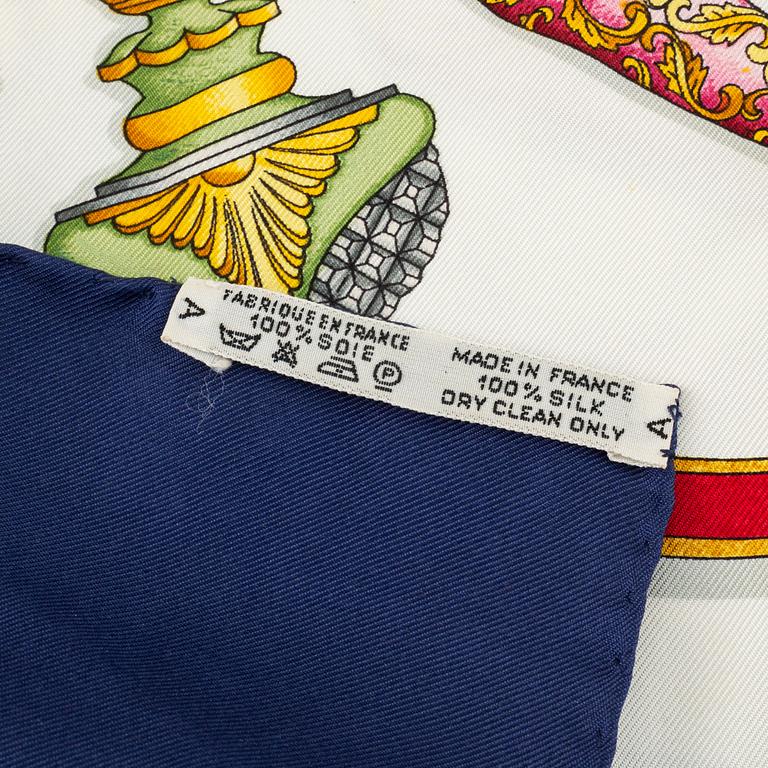 A
FABRIQUE EN FRANCE
100% SOIE
P
MADE IN FRANCE
100% SILK
DRY CLEAN ONLY
A